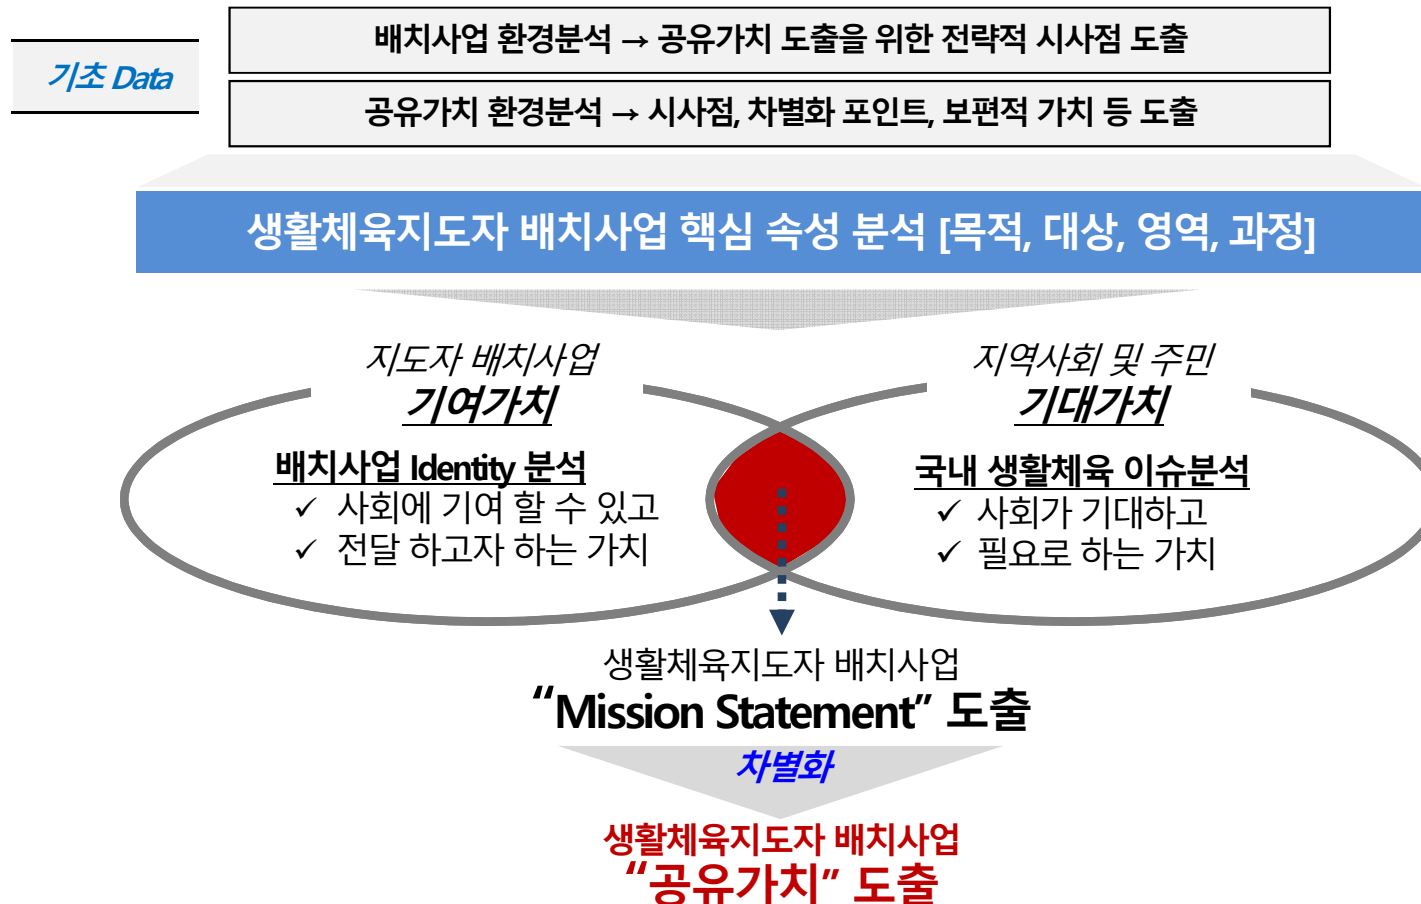 기초 Data
배치사업 환경분석 → 공유가치 도출을 위한 전략적 시사점 도출
공유가치 환경분석 → 시사점, 차별화 포인트, 보편적 가치 등 도출
생활체육지도자 배치사업 핵심 속성 분석 [목적, 대상, 영역, 과정]
지도자 배치사업
기여가치
배치사업 Identity 분석
✓ 사회에 기여 할 수 있고
✓ 전달 하고자 하는 가치
지역사회 및 주민
기대가치
국내 생활체육 이슈분석
✓ 사회가 기대하고
✓ 필요로 하는 가치
생활체육지도자 배치사업
“Mission Statement” 도출
차별화
생활체육지도자 배치사업
“공유가치” 도출